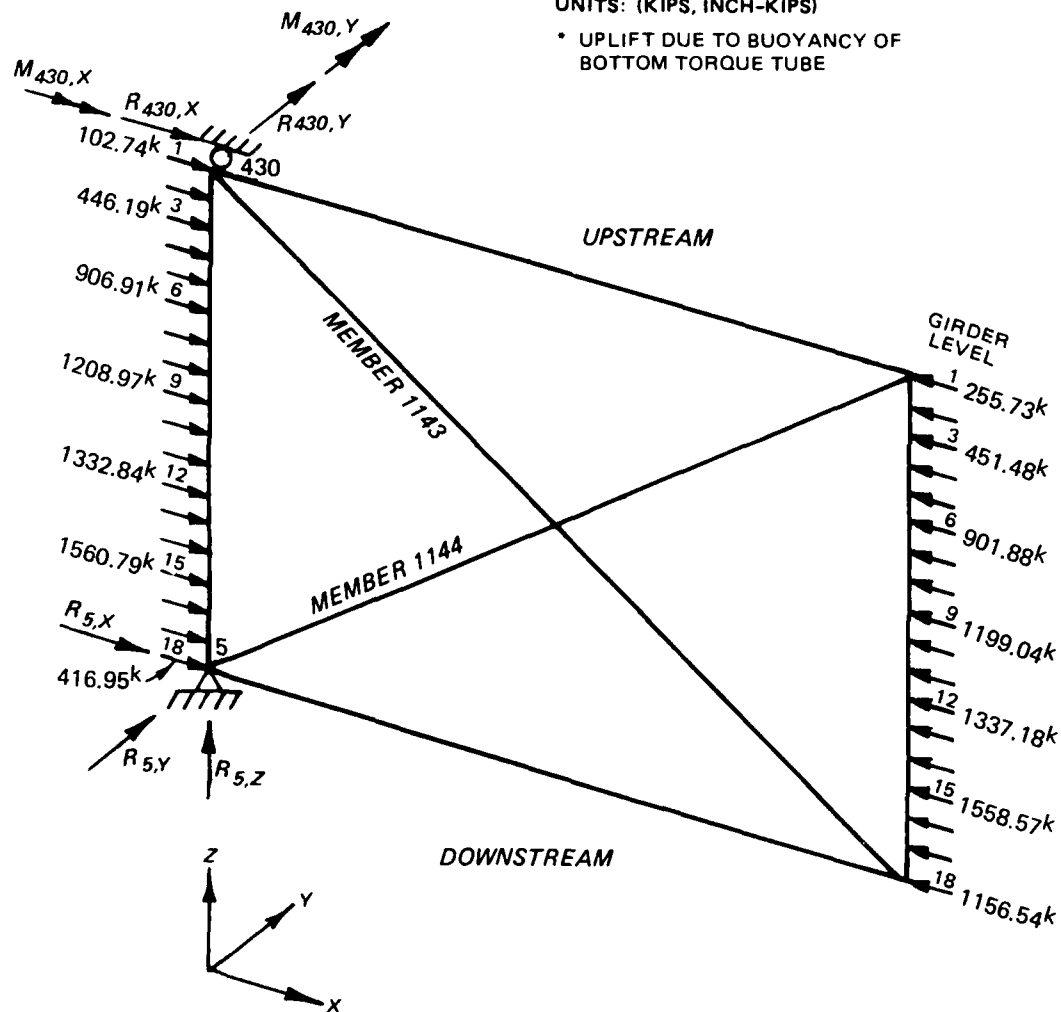 UNITS: (KIPS, INCH-KIPS)
* UPLIFT DUE TO BUOYANCY OF
BOTTOM TORQUE TUBE
M430,Y
M430,X
R430,X
R430,Y
102.74k 1
430
446.19k 3
UPSTREAM
906.91k 6
MEMBER 1143
GIRDER
LEVEL
1208.97k 9
1 255.73k
3 451.48k
1332.84k 12
6 901.88k
1560.79k 15
MEMBER 1144
9 1199.04k
R5,X
18 5
416.95k
12 1337.18k
R5,Y
R5,Z
15 1558.57k
DOWNSTREAM
18 1156.54k
Z
Y
X